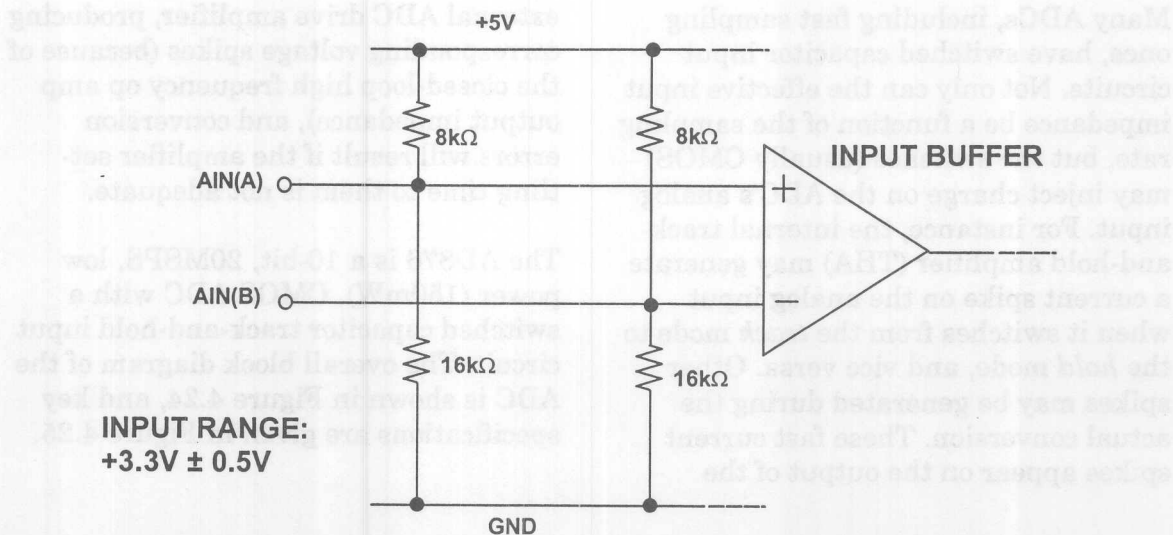 +5V
8kΩ
8kΩ
INPUT BUFFER
AIN(A)
+
AIN(B)
16kΩ
16kΩ
INPUT RANGE:
+3.3V ± 0.5V
GND
Many ADCs, including fast sampling
ones, have switched capacitor input
circuits. Not only can the effective input
impedance be a function of the sampling
rate, but the switches (usually CMOS)
may inject charge on the ADC's analog
input. For instance, the internal track-
and-hold amplifier (THA) may generate
a current spike on the analog input
when it switches from the track mode to
the hold mode, and vice versa. Other
spikes may be generated during the
actual conversion. These fast current
spikes appear on the output of the
external ADC drive amplifier, producing
corresponding voltage spikes (because of
the closed-loop high frequency op amp
output impedance), and conversion
errors will result if the amplifier set-
tling time to them is not adequate.
The AD876 is a 10-bit, 20MSPS, low
power (160mW), CMOS ADC with a
switched capacitor track-and-hold input
circuit. The overall block diagram of the
ADC is shown in Figure 4.24, and key
specifications are given in Figure 4.25.